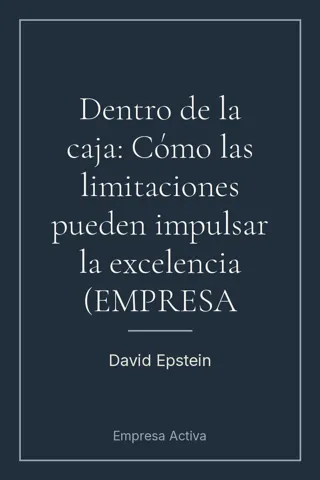 Dentro de la
caja: Cómo las
limitaciones
pueden impulsar
la excelencia
(EMPRESA
David Epstein
Empresa Activa